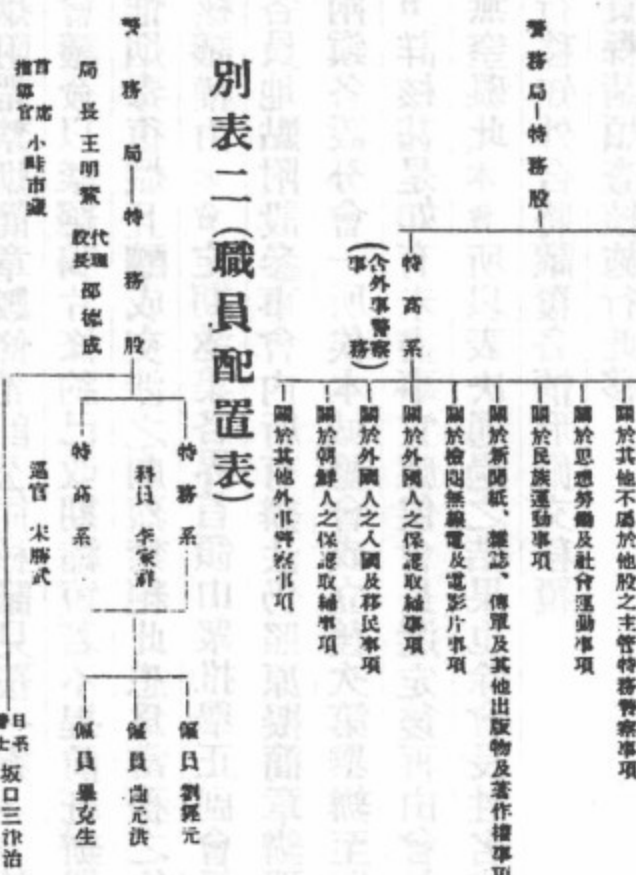 警務局—特務股
特高系
(含外事警察事務)
關於其他不屬於他股之主管特務警察事項
關於思想勞働及社會運動事項
關於民族運動事項
關於新聞紙、雜誌、傳單及其他出版物及著作權事項
關於檢閱無線電及電影片事項
關於外國人之保護取締事項
關於外國人之入國及移民事項
關於朝鮮人之保護取締事項
關於其他外事警察事項
別表二(職員配置表)
警務局——特務股
局長 王明紫
代理股長 邵德成
首席指導官 小畦市藏
特務系
科員 李家祥
特高系
巡官 宋勝武
僱員 劉 元
僱員 曲元洪
僱員 畢克生
日系警士 坂口三津治